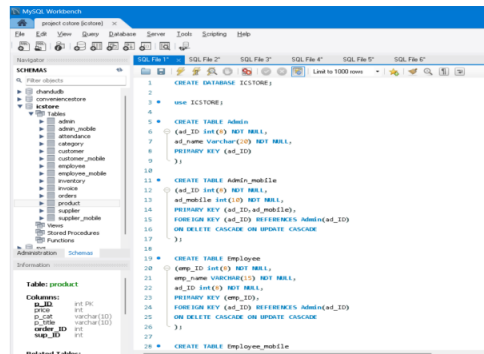 MySQL Workbench
project cstore (icstore) ×
File Edit View Query Database Server Tools Scripting Help
Navigator
SQL File 1* × SQL File 2* SQL File 3* SQL File 4* SQL File 5* SQL File 6*
SCHEMAS
Filter objects
Limit to 1000 rows
chandudb
conveniencestore
icstore
Tables
admin
admin_mobile
attendance
category
customer
customer_mobile
employee
employee_mobile
inventory
invoice
orders
product
supplier
supplier_mobile
Views
Stored Procedures
Functions
sys
Administration Schemas
Information
Table: product
Columns:
p_ID int PK
price int
p_cat varchar(10)
p_title varchar(10)
order_ID int
sup_ID int
Related Tables:
1 CREATE DATABASE ICSTORE;
2
3 use ICSTORE;
4
5 CREATE TABLE Admin
6 (ad_ID int(8) NOT NULL,
7 ad_name Varchar(20) NOT NULL,
8 PRIMARY KEY (ad_ID)
9 );
10
11 CREATE TABLE Admin_mobile
12 (ad_ID int(8) NOT NULL,
13 ad_mobile int(10) NOT NULL,
14 PRIMARY KEY (ad_ID,ad_mobile),
15 FOREIGN KEY (ad_ID) REFERENCES Admin(ad_ID)
16 ON DELETE CASCADE ON UPDATE CASCADE
17 );
18
19 CREATE TABLE Employee
20 (emp_ID int(8) NOT NULL,
21 emp_name VARCHAR(15) NOT NULL,
22 ad_ID int(8) NOT NULL,
23 PRIMARY KEY (emp_ID),
24 FOREIGN KEY (ad_ID) REFERENCES Admin(ad_ID)
25 ON DELETE CASCADE ON UPDATE CASCADE
26 );
27
28 CREATE TABLE Employee_mobile